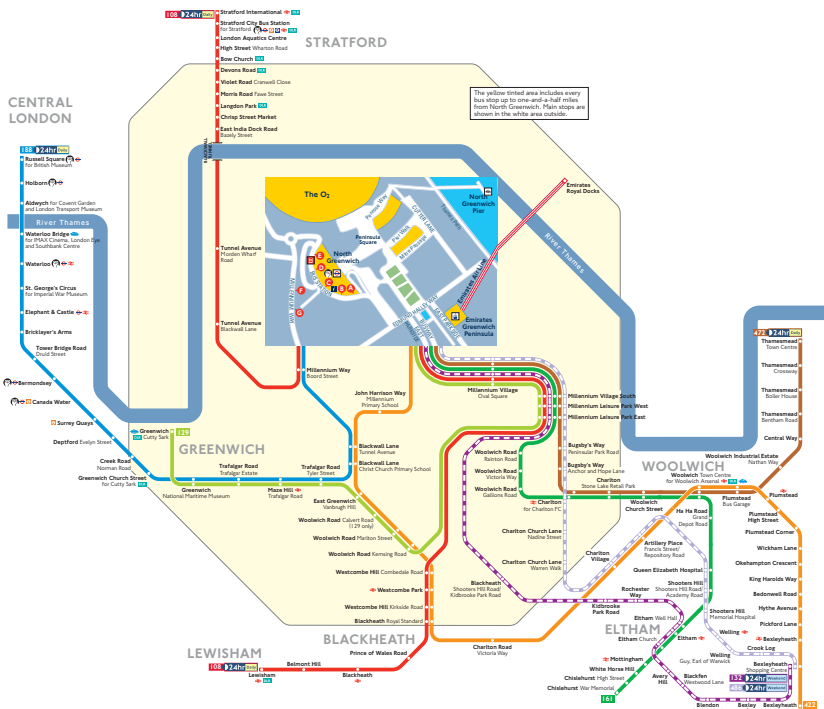 108 24hr Daily
Stratford International
Stratford City Bus Station
for Stratford
London Aquatics Centre
High Street Wharton Road
Bow Church
Devons Road
Violet Road Cranwell Close
Morris Road Fawe Street
Langdon Park
Chrisp Street Market
East India Dock Road
Bazely Street
STRATFORD
The yellow tinted area includes every
bus stop up to one-and-a-half miles
from North Greenwich. Main stops are
shown in the white area outside.
CENTRAL
LONDON
188 24hr Daily
Russell Square
for British Museum
Holborn
Aldwych for Covent Garden
and London Transport Museum
River Thames
Waterloo Bridge
for IMAX Cinema, London Eye
and Southbank Centre
Waterloo
St. George's Circus
for Imperial War Museum
Elephant & Castle
Bricklayer's Arms
Tower Bridge Road
Druid Street
Bermondsey
Canada Water
Surrey Quays
Deptford Evelyn Street
Creek Road
Norman Road
Greenwich Church Street
for Cutty Sark
Tunnel Avenue
Morden Wharf
Road
Tunnel Avenue
Blackwall Lane
The O2
Pier Walk
CUTTER LANE
Peninsula
Square
North
Greenwich
North
Greenwich
Pier
Emirates Air Line
Emirates
Greenwich
Peninsula
Emirates
Royal Docks
River Thames
E
D
C
B
A
F
G
Millennium Way
Boord Street
John Harrison Way
Millennium
Primary School
Millennium Village
Oval Square
Millennium Village South
Millennium Leisure Park West
Millennium Leisure Park East
Bugsby's Way
Peninsular Park Road
Bugsby's Way
Anchor and Hope Lane
Charlton
Stone Lake Retail Park
Greenwich
Cutty Sark
129
GREENWICH
Greenwich
National Maritime Museum
Trafalgar Road
Trafalgar Estate
Maze Hill
Trafalgar Road
Trafalgar Road
Tyler Street
Blackwall Lane
Tunnel Avenue
Blackwall Lane
Christ Church Primary School
East Greenwich
Vanbrugh Hill
Woolwich Road Calvert Road
(129 only)
Woolwich Road Marlton Street
Woolwich Road Kemsing Road
Westcombe Hill Combedale Road
Westcombe Park
Westcombe Hill Kirkside Road
Blackheath Royal Standard
BLACKHEATH
Prince of Wales Road
LEWISHAM
108 24hr Daily
Lewisham
Belmont Hill
Blackheath
Woolwich Road
Rainton Road
Woolwich Road
Victoria Way
Woolwich Road
Gallions Road
Charlton
for Charlton FC
Charlton Church Lane
Nadine Street
Charlton Church Lane
Warren Walk
Charlton
Village
Blackheath
Shooters Hill Road/
Kidbrooke Park Road
Kidbrooke
Park Road
Charlton Road
Victoria Way
Woolwich
Church Street
WOOLWICH
Woolwich Town Centre
for Woolwich Arsenal
Woolwich Industrial Estate
Nathan Way
472 24hr Daily
Thamesmead
Town Centre
Thamesmead
Crossway
Thamesmead
Boiler House
Thamesmead
Bentham Road
Central Way
Plumstead
Plumstead
Bus Garage
Plumstead
High Street
Plumstead Corner
Wickham Lane
Okehampton Crescent
King Harolds Way
Bedonwell Road
Hythe Avenue
Pickford Lane
Bexleyheath
Crook Log
Bexleyheath
Shopping Centre
132 24hr Weekend
486 24hr Weekend
Ha Ha Road
Grand
Depot Road
Artillery Place
Francis Street/
Repository Road
Queen Elizabeth Hospital
Shooters Hill
Shooters Hill Road/
Academy Road
Rochester
Way
Shooters Hill
Memorial Hospital
Eltham Well Hall
Eltham Church
ELTHAM
Eltham
Welling
Welling
Guy, Earl of Warwick
Mottingham
White Horse Hill
Chislehurst High Street
Chislehurst War Memorial
161
Avery
Hill
Blackfen
Westwood Lane
Blendon
Bexley
Bexleyheath
422